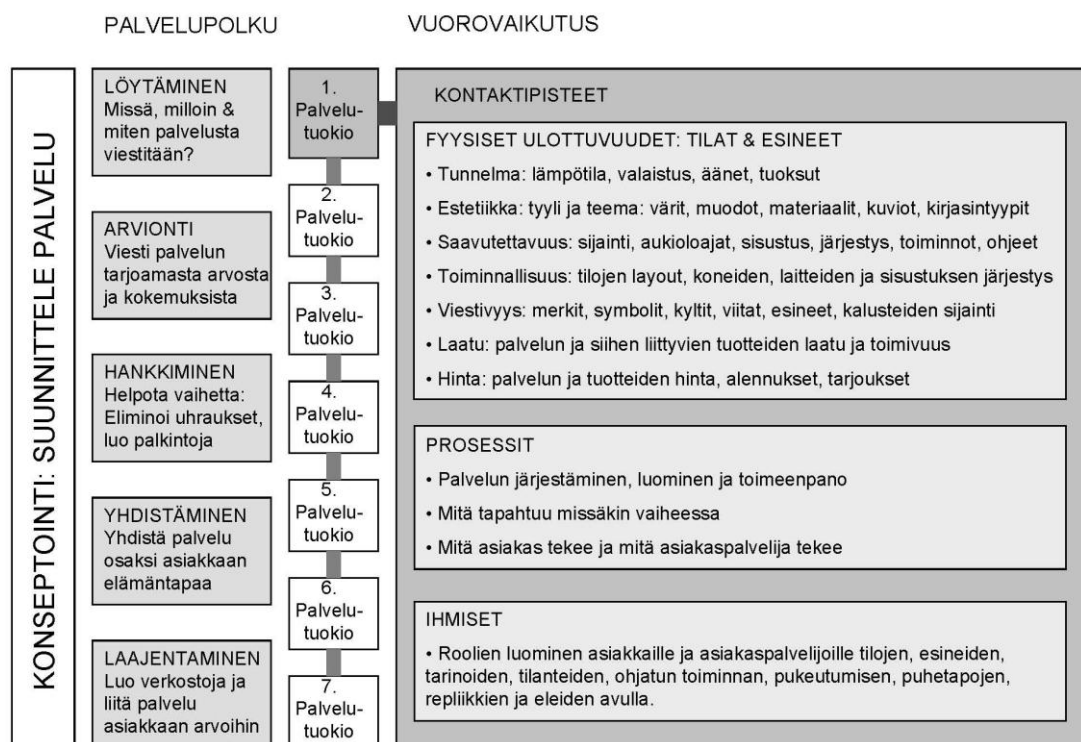 PALVELUPOLKU
VUOROVAIKUTUS
KONSEPTOINTI: SUUNNITTELE PALVELU
LÖYTÄMINEN
Missä, milloin &
miten palvelusta
viestitään?
ARVIONTI
Viesti palvelun
tarjoamasta arvosta
ja kokemuksista
HANKKIMINEN
Helpota vaihetta:
Eliminoi uhraukset,
luo palkintoja
YHDISTÄMINEN
Yhdistä palvelu
osaksi asiakkaan
elämäntapaa
LAAJENTAMINEN
Luo verkostoja ja
liitä palvelu
asiakkaan arvoihin
1.
Palvelu-
tuokio
2.
Palvelu-
tuokio
3.
Palvelu-
tuokio
4.
Palvelu-
tuokio
5.
Palvelu-
tuokio
6.
Palvelu-
tuokio
7.
Palvelu-
tuokio
KONTAKTIPISTEET
FYYSISET ULOTTUVUUDET: TILAT & ESINEET
• Tunnelma: lämpötila, valaistus, äänet, tuoksut
• Estetiikka: tyyli ja teema: värit, muodot, materiaalit, kuviot, kirjasintyypit
• Saavutettavuus: sijainti, aukioloajat, sisustus, järjestys, toiminnot, ohjeet
• Toiminnallisuus: tilojen layout, koneiden, laitteiden ja sisustuksen järjestys
• Viestivyys: merkit, symbolit, kyltit, viitat, esineet, kalusteiden sijainti
• Laatu: palvelun ja siihen liittyvien tuotteiden laatu ja toimivuus
• Hinta: palvelun ja tuotteiden hinta, alennukset, tarjoukset
PROSESSIT
• Palvelun järjestäminen, luominen ja toimeenpano
• Mitä tapahtuu missäkin vaiheessa
• Mitä asiakas tekee ja mitä asiakaspalvelija tekee
IHMISET
• Roolien luominen asiakkaille ja asiakaspalvelijoille tilojen, esineiden,
tarinoiden, tilanteiden, ohjatun toiminnan, pukeutumisen, puhetapojen,
repliikkien ja eleiden avulla.